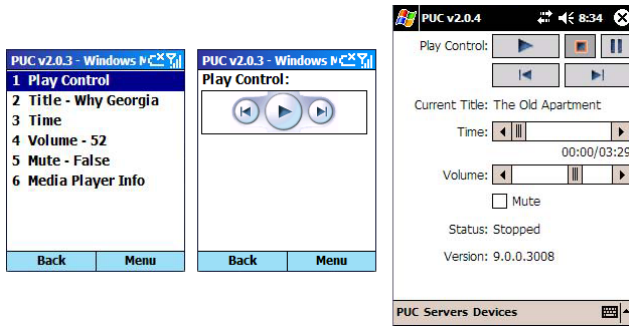 PUC v2.0.3 - Windows M
1 Play Control
2 Title - Why Georgia
3 Time
4 Volume - 52
5 Mute - False
6 Media Player Info
Back Menu
PUC v2.0.3 - Windows M
Play Control:
Back Menu
PUC v2.0.4 8:34
Play Control:
Current Title: The Old Apartment
Time:
00:00/03:29
Volume:
Mute
Status: Stopped
Version: 9.0.0.3008
PUC Servers Devices